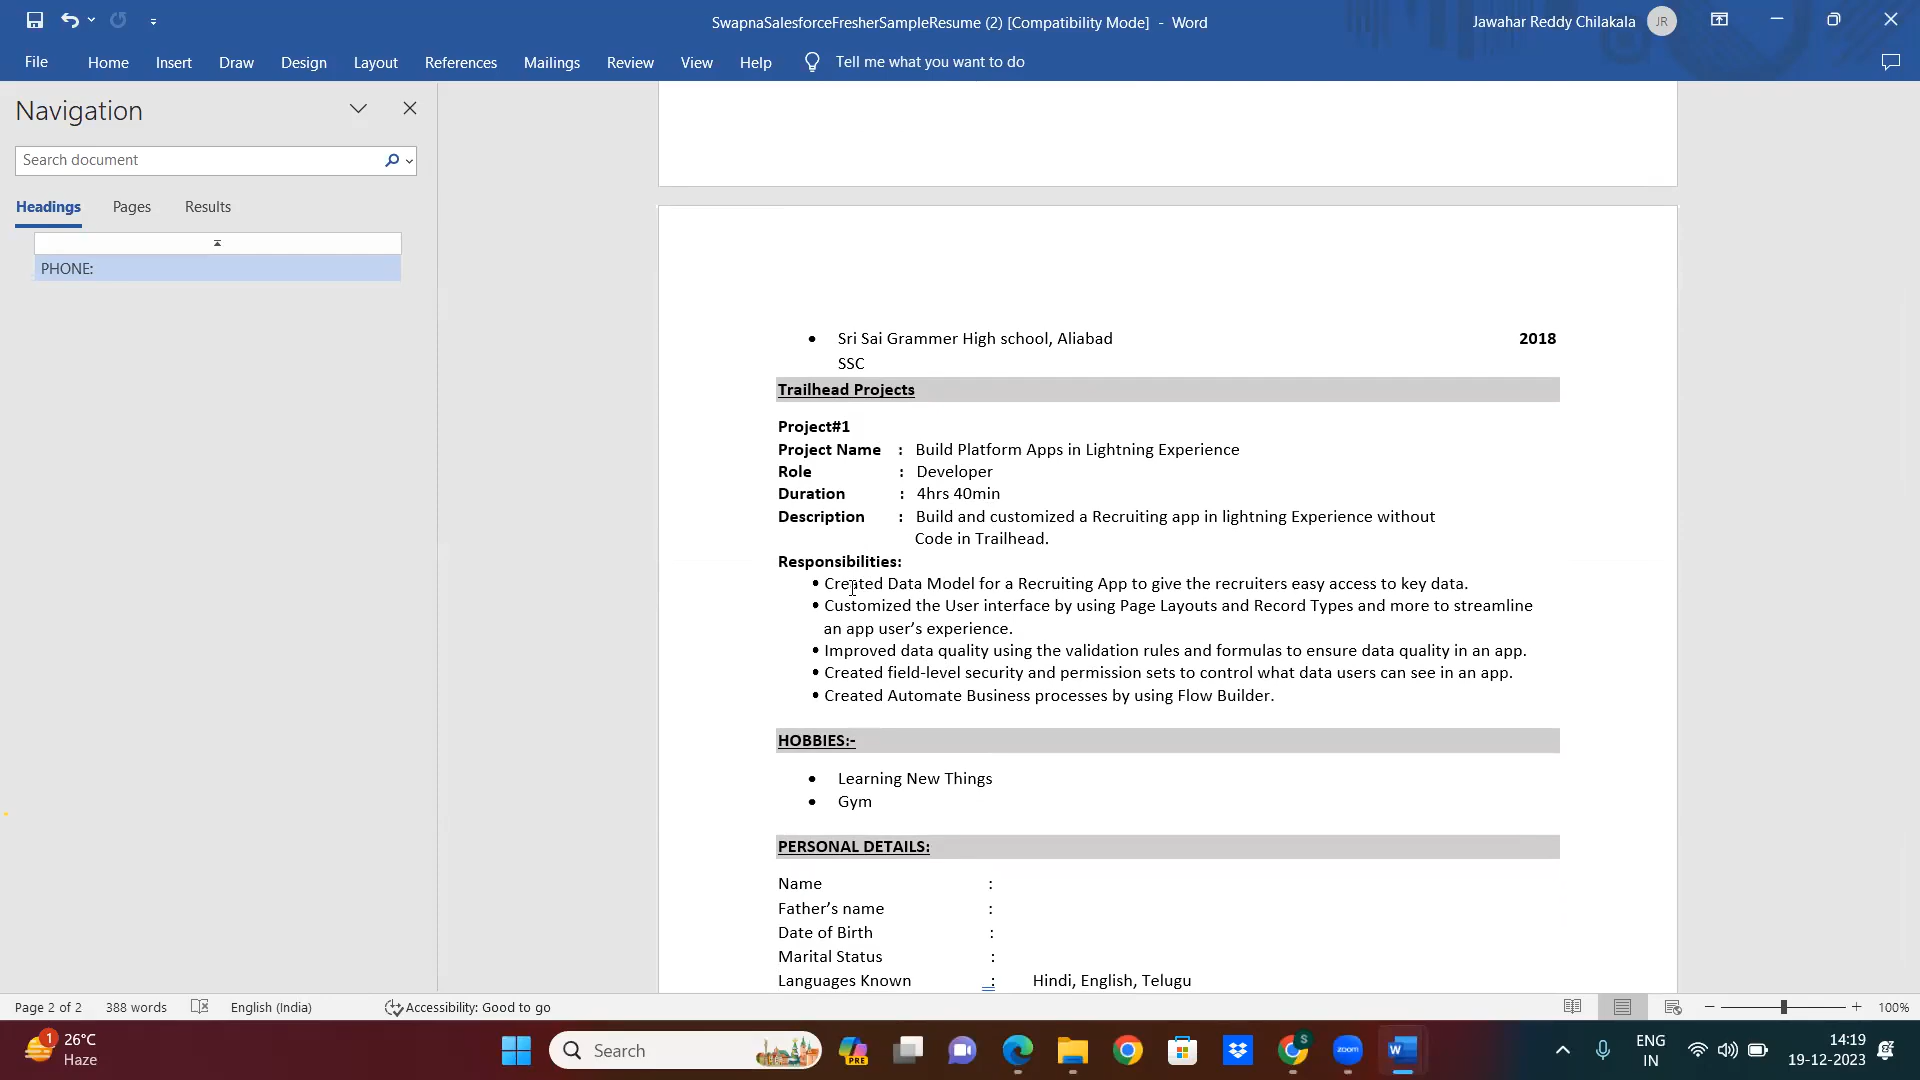 SwapnaSalesforceFresherSampleResume (2) [Compatibility Mode] - Word
Jawahar Reddy Chilakala JR
File Home Insert Draw Design Layout References Mailings Review View Help Tell me what you want to do
Navigation
Search document
Headings Pages Results
PHONE:
• Sri Sai Grammer High school, Aliabad 2018
SSC
Trailhead Projects
Project#1
Project Name : Build Platform Apps in Lightning Experience
Role : Developer
Duration : 4hrs 40min
Description : Build and customized a Recruiting app in lightning Experience without
Code in Trailhead.
Responsibilities:
• Created Data Model for a Recruiting App to give the recruiters easy access to key data.
• Customized the User interface by using Page Layouts and Record Types and more to streamline
an app user’s experience.
• Improved data quality using the validation rules and formulas to ensure data quality in an app.
• Created field-level security and permission sets to control what data users can see in an app.
• Created Automate Business processes by using Flow Builder.
HOBBIES:-
• Learning New Things
• Gym
PERSONAL DETAILS:
Name :
Father’s name :
Date of Birth :
Marital Status :
Languages Known : Hindi, English, Telugu
Page 2 of 2 388 words English (India) Accessibility: Good to go 100%
1 26°C
Haze
Search
PRE
S
zoom
W
ENG
IN
14:19
19-12-2023